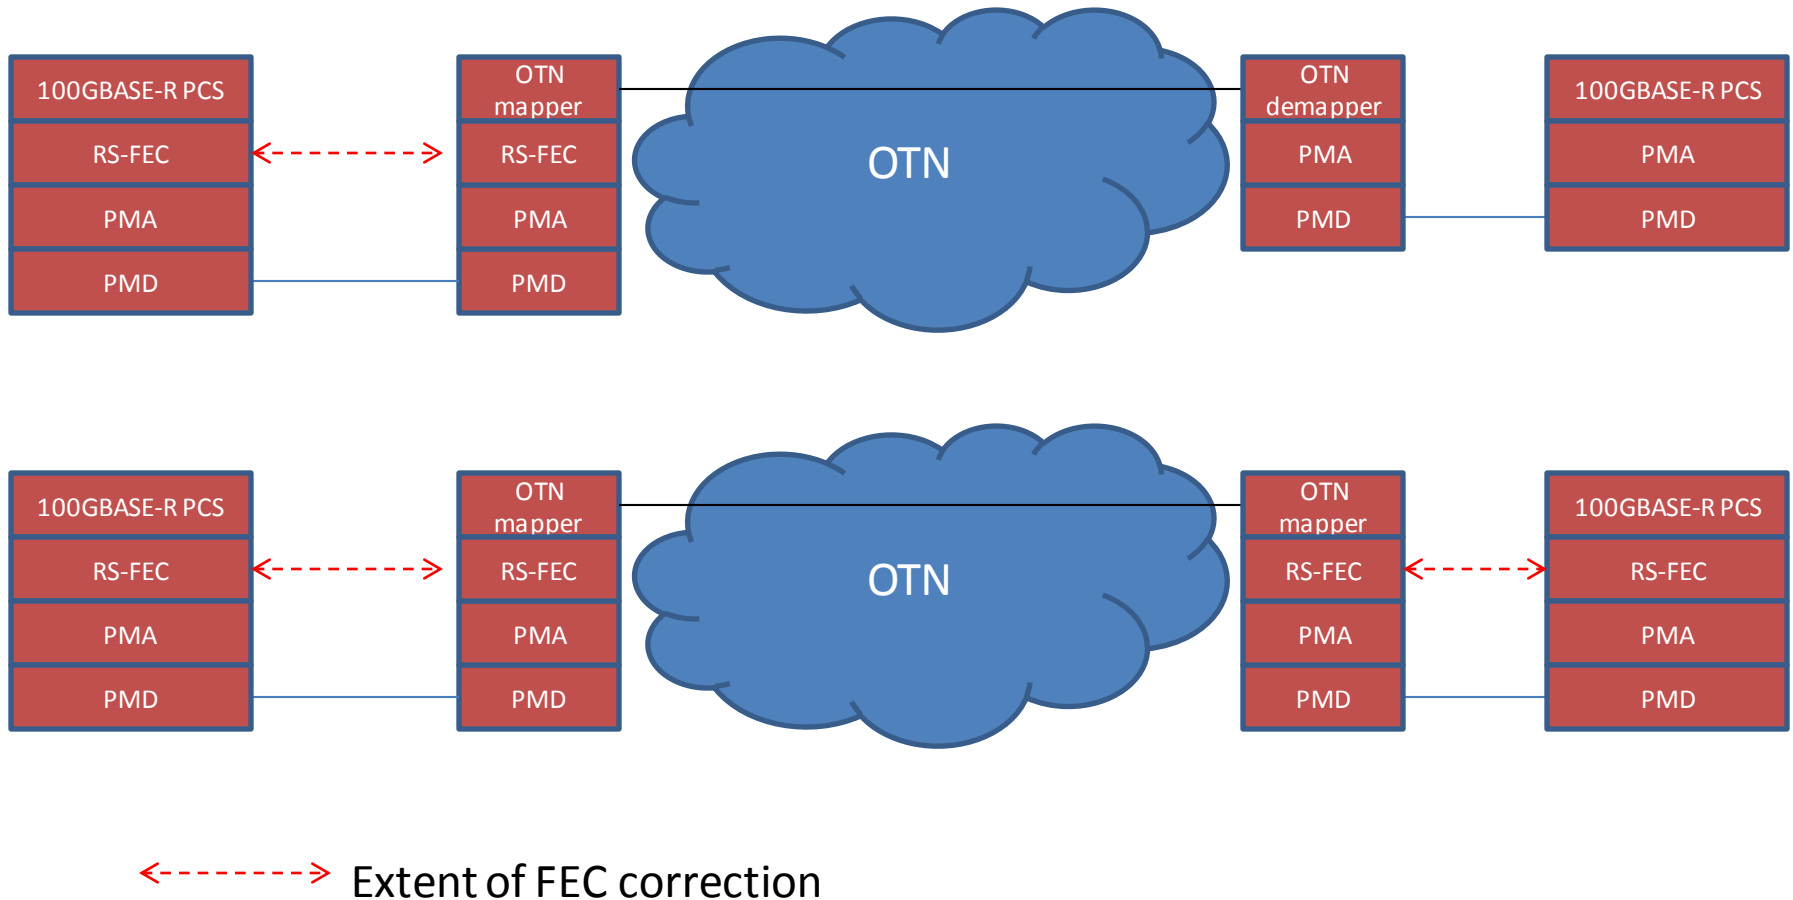 100GBASE-R PCS
RS-FEC
PMA
PMD
OTN
mapper
RS-FEC
PMA
PMD
OTN
OTN
demapper
PMA
PMD
100GBASE-R PCS
PMA
PMD
100GBASE-R PCS
RS-FEC
PMA
PMD
OTN
mapper
RS-FEC
PMA
PMD
OTN
OTN
mapper
RS-FEC
PMA
PMD
100GBASE-R PCS
RS-FEC
PMA
PMD
Extent of FEC correction